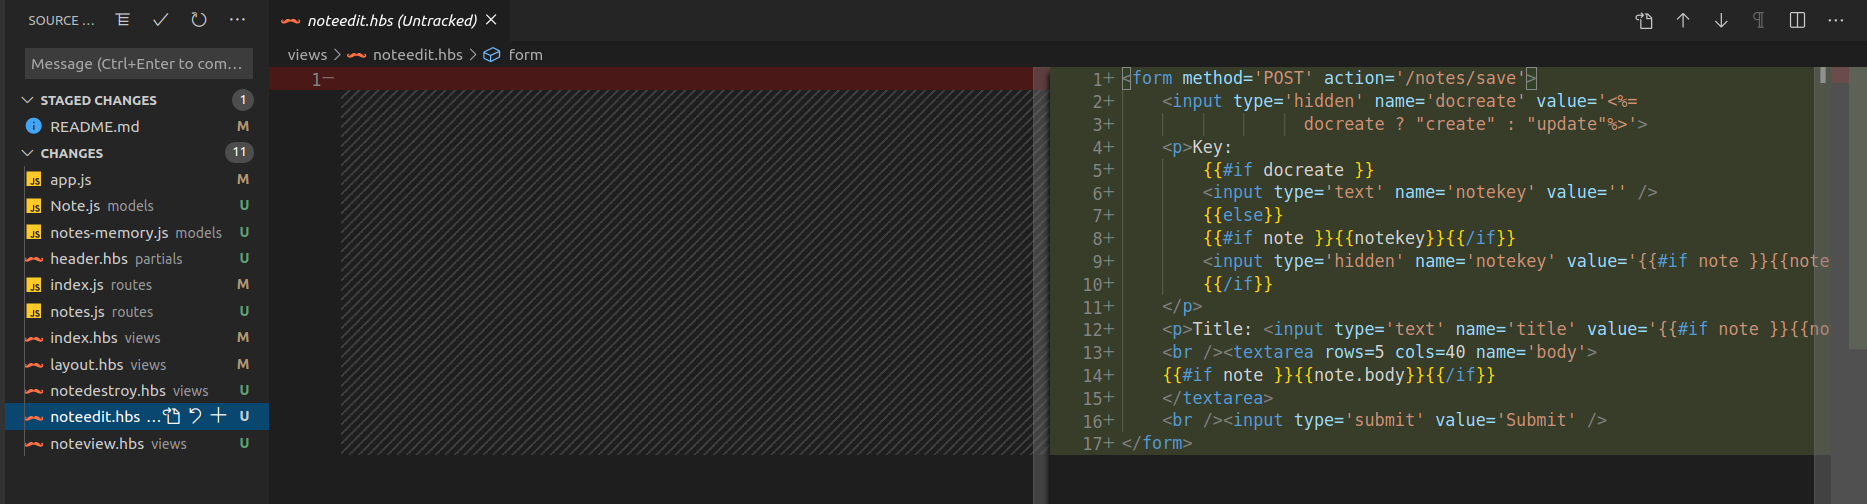 SOURCE ...
Message (Ctrl+Enter to com...
STAGED CHANGES 1
README.md M
CHANGES 11
JS app.js M
JS Note.js models U
JS notes-memory.js models U
header.hbs partials U
JS index.js routes M
JS notes.js routes U
index.hbs views M
layout.hbs views M
notedestroy.hbs views U
noteedit.hbs ... U
noteview.hbs views U
noteedit.hbs (Untracked)
views > noteedit.hbs > form
1−
1+ <form method='POST' action='/notes/save'>
2+ <input type='hidden' name='docreate' value='<%=
3+ docreate ? "create" : "update"%>'>
4+ <p>Key:
5+ {{#if docreate }}
6+ <input type='text' name='notekey' value='' />
7+ {{else}}
8+ {{#if note }}{{notekey}}{{/if}}
9+ <input type='hidden' name='notekey' value='{{#if note }}{{note
10+ {{/if}}
11+ </p>
12+ <p>Title: <input type='text' name='title' value='{{#if note }}{{no
13+ <br /><textarea rows=5 cols=40 name='body'>
14+ {{#if note }}{{note.body}}{{/if}}
15+ </textarea>
16+ <br /><input type='submit' value='Submit' />
17+ </form>